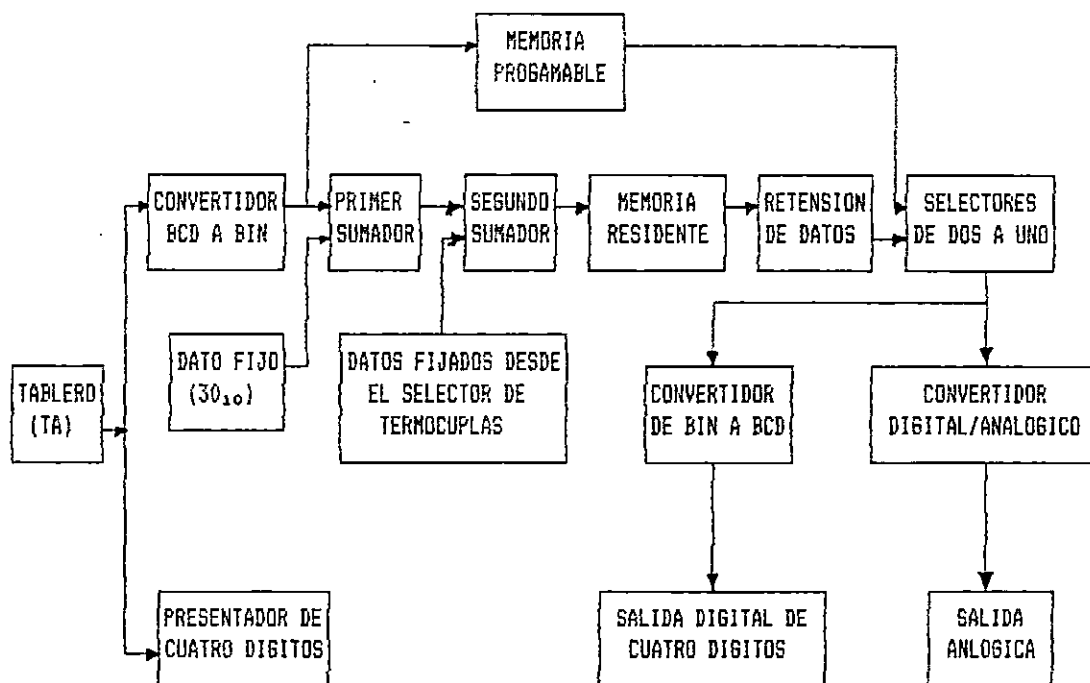 MEMORIA
PROGAMABLE
CONVERTIDOR
BCD A BIN
PRIMER
SUMADOR
SEGUNDO
SUMADOR
MEMORIA
RESIDENTE
RETENSION
DE DATOS
SELECTORES
DE DOS A UNO
TABLERO
(TA)
DATO FIJO
(30₁₀)
DATOS FIJADOS DESDE
EL SELECTOR DE
TERMOCUPLAS
CONVERTIDOR
DE BIN A BCD
CONVERTIDOR
DIGITAL/ANALOGICO
PRESENTADOR DE
CUATRO DIGITOS
SALIDA DIGITAL DE
CUATRO DIGITOS
SALIDA
ANLOGICA